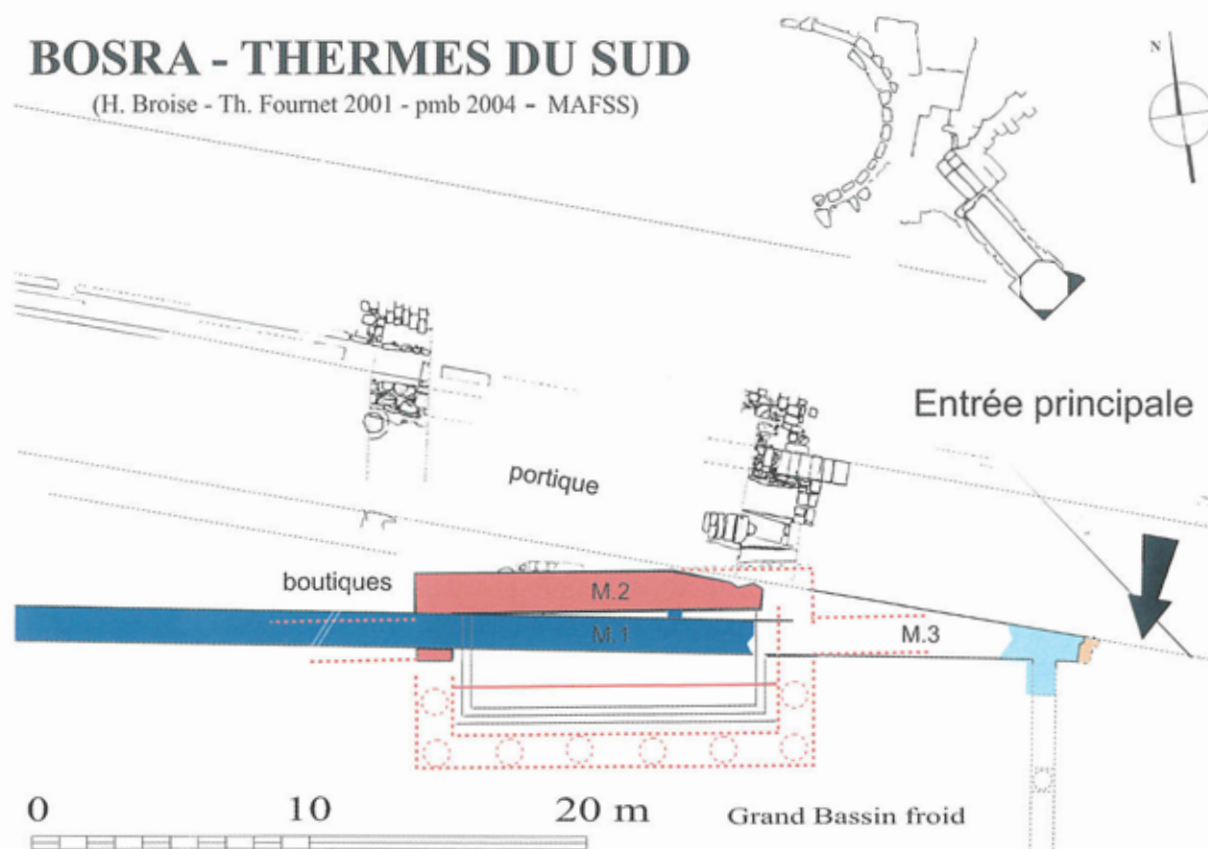 BOSRA - THERMES DU SUD
(H. Broise - Th. Fournet 2001 - pmb 2004 - MAFSS)
N
Entrée principale
portique
boutiques
M.2
M.1
M.3
0 10 20 m
Grand Bassin froid